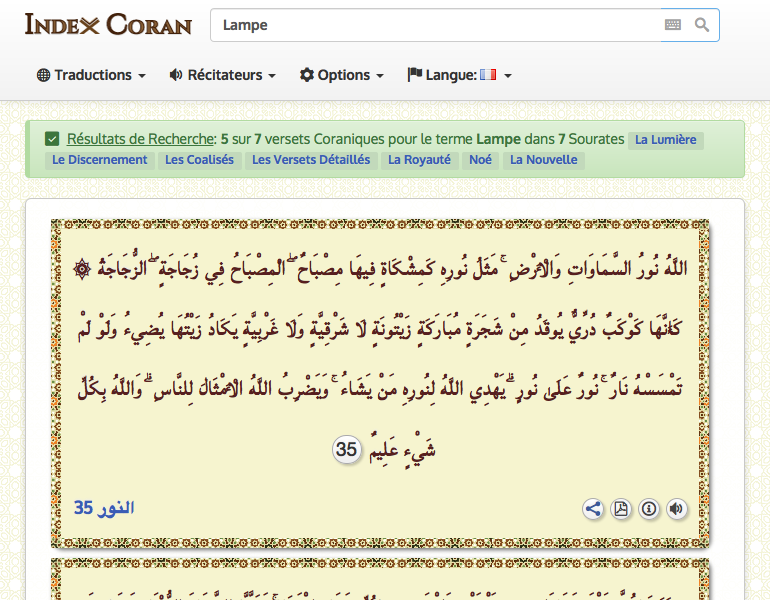 Index Coran
Lampe
Traductions
Récitateurs
Options
Langue:
Résultats de Recherche: 5 sur 7 versets Coraniques pour le terme Lampe dans 7 Sourates La Lumière
Le Discernement Les Coalisés Les Versets Détaillés La Royauté Noé La Nouvelle
اللَّهُ نُورُ السَّمَاوَاتِ وَالْأَرْضِ ۚ مَثَلُ نُورِهِ كَمِشْكَاةٍ فِيهَا مِصْبَاحٌ ۖ الْمِصْبَاحُ فِي زُجَاجَةٍ ۖ الزُّجَاجَةُ
كَأَنَّهَا كَوْكَبٌ دُرِّيٌّ يُوقَدُ مِنْ شَجَرَةٍ مُبَارَكَةٍ زَيْتُونَةٍ لَا شَرْقِيَّةٍ وَلَا غَرْبِيَّةٍ يَكَادُ زَيْتُهَا يُضِيءُ وَلَوْ لَمْ
تَمْسَسْهُ نَارٌ ۚ نُورٌ عَلَىٰ نُورٍ ۗ يَهْدِي اللَّهُ لِنُورِهِ مَنْ يَشَاءُ ۚ وَيَضْرِبُ اللَّهُ الْأَمْثَالَ لِلنَّاسِ ۗ وَاللَّهُ بِكُلِّ
شَيْءٍ عَلِيمٌ 35
النور 35